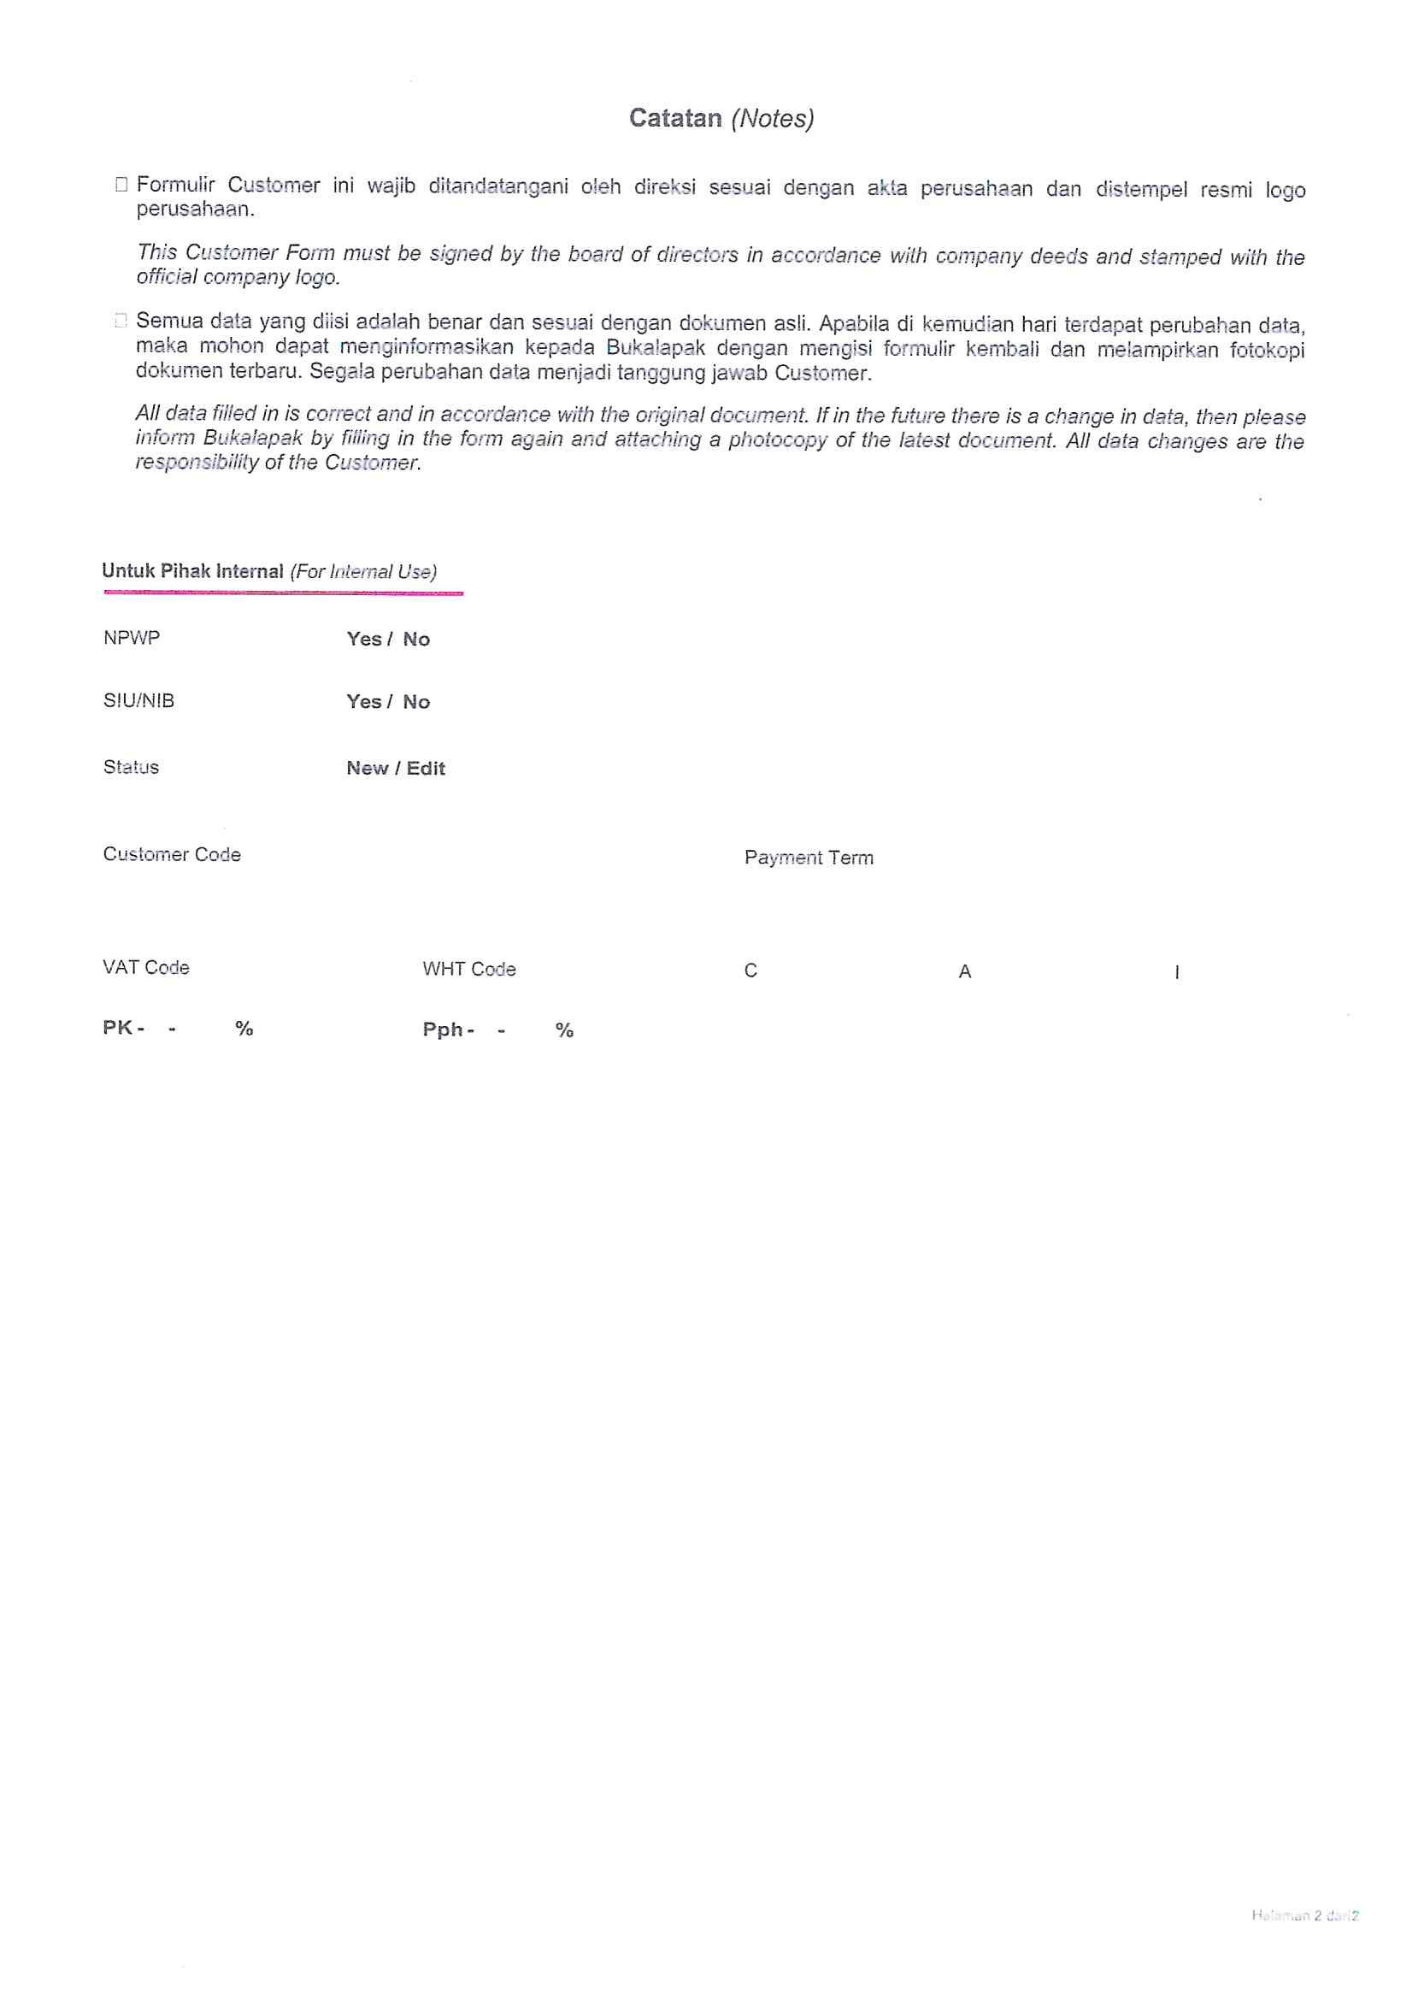 Catatan (Notes)
□ Formulir Customer ini wajib ditandatangani oleh direksi sesuai dengan akta perusahaan dan distempel resmi logo
perusahaan.
This Customer Form must be signed by the board of directors in accordance with company deeds and stamped with the
official company logo.
□ Semua data yang diisi adalah benar dan sesuai dengan dokumen asli. Apabila di kemudian hari terdapat perubahan data,
maka mohon dapat menginformasikan kepada Bukalapak dengan mengisi formulir kembali dan melampirkan fotokopi
dokumen terbaru. Segala perubahan data menjadi tanggung jawab Customer.
All data filled in is correct and in accordance with the original document. If in the future there is a change in data, then please
inform Bukalapak by filling in the form again and attaching a photocopy of the latest document. All data changes are the
responsibility of the Customer.
Untuk Pihak Internal (For Internal Use)
NPWP Yes / No
SIU/NIB Yes / No
Status New / Edit
Customer Code Payment Term
VAT Code WHT Code C A I
PK - - % Pph - - %
Halaman 2 dari 2